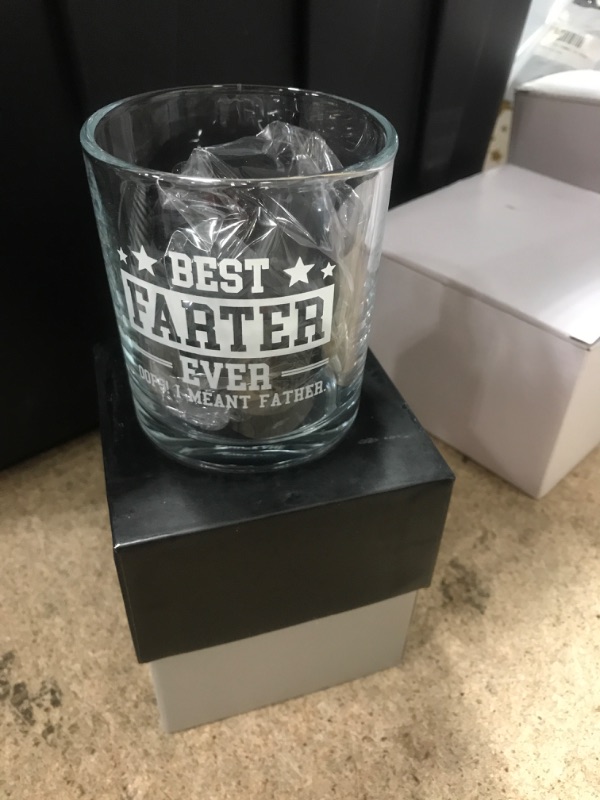 BEST
FARTER
EVER
OOPS! I MEANT FATHER.